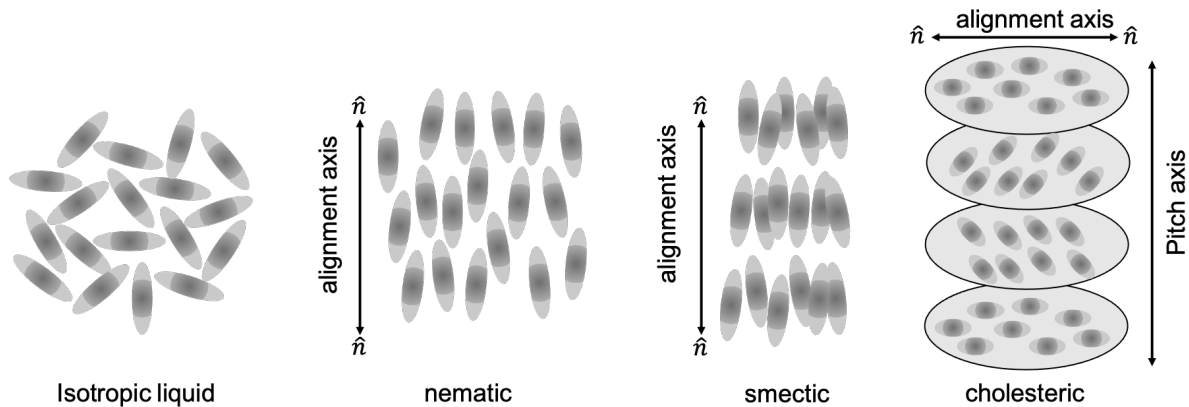 alignment axis
n̂ n̂
n̂
alignment axis
n̂
n̂
alignment axis
n̂
Pitch axis
Isotropic liquid
nematic
smectic
cholesteric